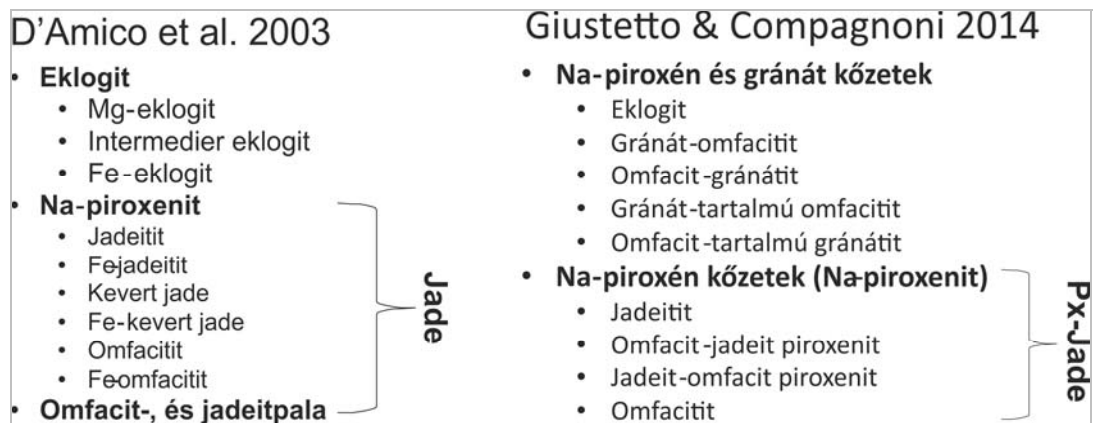 D’Amico et al. 2003
• Eklogit
• Mg-eklogit
• Intermedier eklogit
• Fe-eklogit
• Na-piroxenit
• Jadeitit
• Fe-jadeitit
• Kevert jade
• Fe-kevert jade
• Omfacitit
• Fe-omfacitit
• Omfacit-, és jadeitpala
Jade
Giustetto & Compagnoni 2014
• Na-piroxén és gránát kőzetek
• Eklogit
• Gránát-omfacitit
• Omfacit-gránátit
• Gránát-tartalmú omfacitit
• Omfacit-tartalmú gránátit
• Na-piroxén kőzetek (Na-piroxenit)
• Jadeitit
• Omfacit-jadeit piroxenit
• Jadeit-omfacit piroxenit
• Omfacitit
Px-Jade